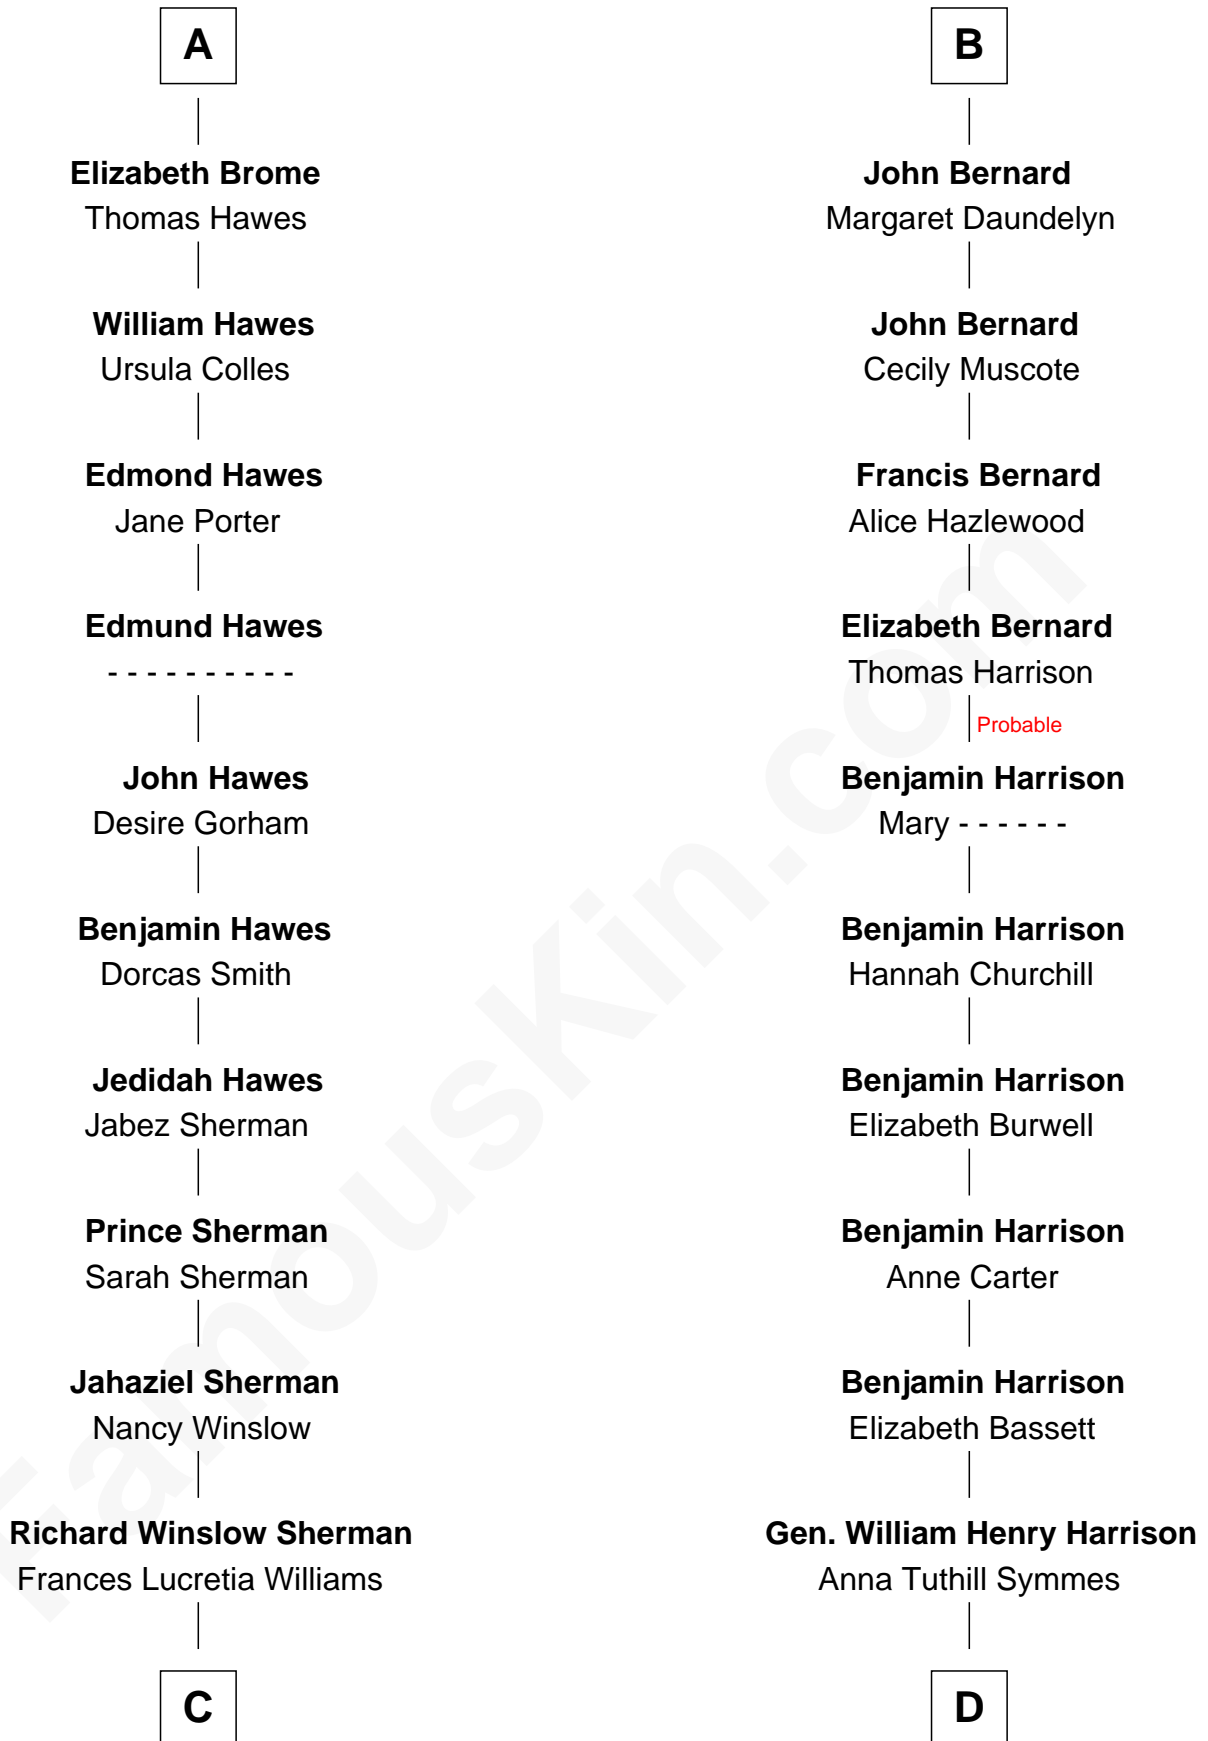 A
Elizabeth Brome
Thomas Hawes
William Hawes
Ursula Colles
Edmond Hawes
Jane Porter
Edmund Hawes
- - - - - - - - - -
John Hawes
Desire Gorham
Benjamin Hawes
Dorcas Smith
Jedidah Hawes
Jabez Sherman
Prince Sherman
Sarah Sherman
Jahaziel Sherman
Nancy Winslow
Richard Winslow Sherman
Frances Lucretia Williams
C
B
John Bernard
Margaret Daundelyn
John Bernard
Cecily Muscote
Francis Bernard
Alice Hazlewood
Elizabeth Bernard
Thomas Harrison
Probable
Benjamin Harrison
Mary - - - - - -
Benjamin Harrison
Hannah Churchill
Benjamin Harrison
Elizabeth Burwell
Benjamin Harrison
Anne Carter
Benjamin Harrison
Elizabeth Bassett
Gen. William Henry Harrison
Anna Tuthill Symmes
D
FamousKin.com